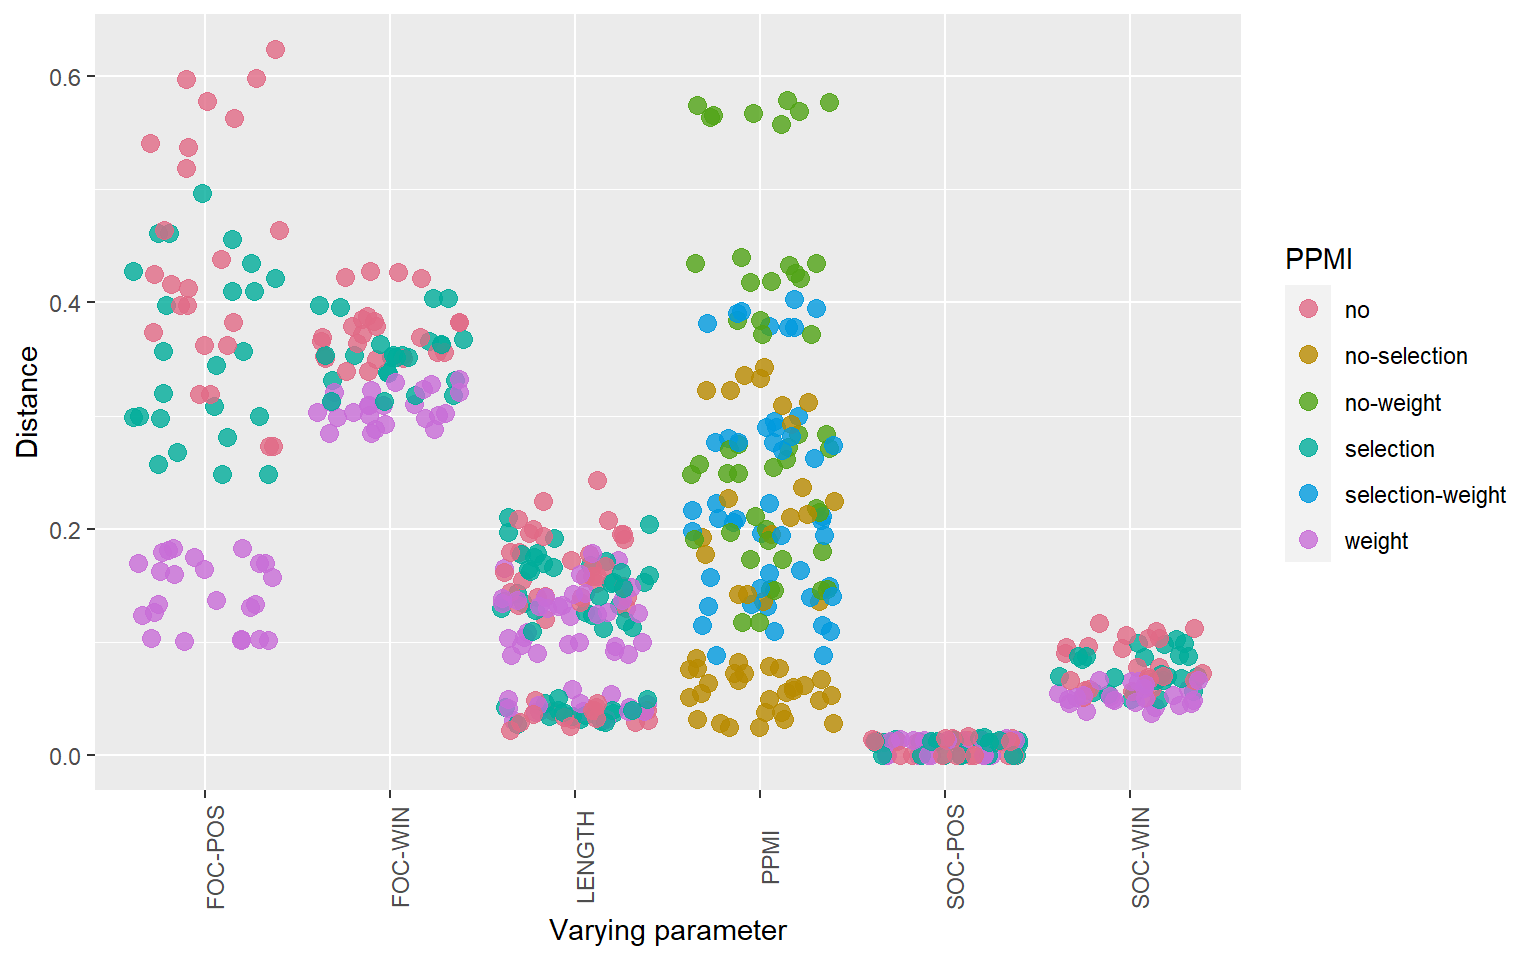 0.6
0.4
0.2
0.0
Distance
FOC-POS
FOC-WIN
LENGTH
PPMI
SOC-POS
SOC-WIN
Varying parameter
PPMI
no
no-selection
no-weight
selection
selection-weight
weight